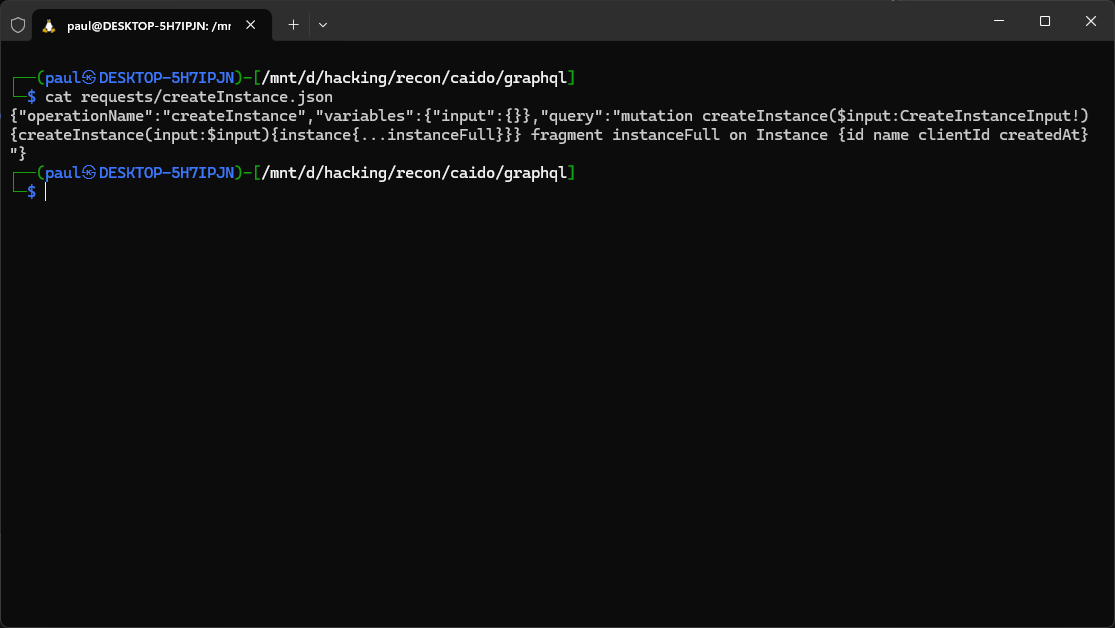 paul@DESKTOP-5H7IPJN: /mr
┌──(paul㉿DESKTOP-5H7IPJN)-[/mnt/d/hacking/recon/caido/graphql]
└─$ cat requests/createInstance.json
{"operationName":"createInstance","variables":{"input":{}},"query":"mutation createInstance($input:CreateInstanceInput!)
{createInstance(input:$input){instance{...instanceFull}}} fragment instanceFull on Instance {id name clientId createdAt}
"}
┌──(paul㉿DESKTOP-5H7IPJN)-[/mnt/d/hacking/recon/caido/graphql]
└─$